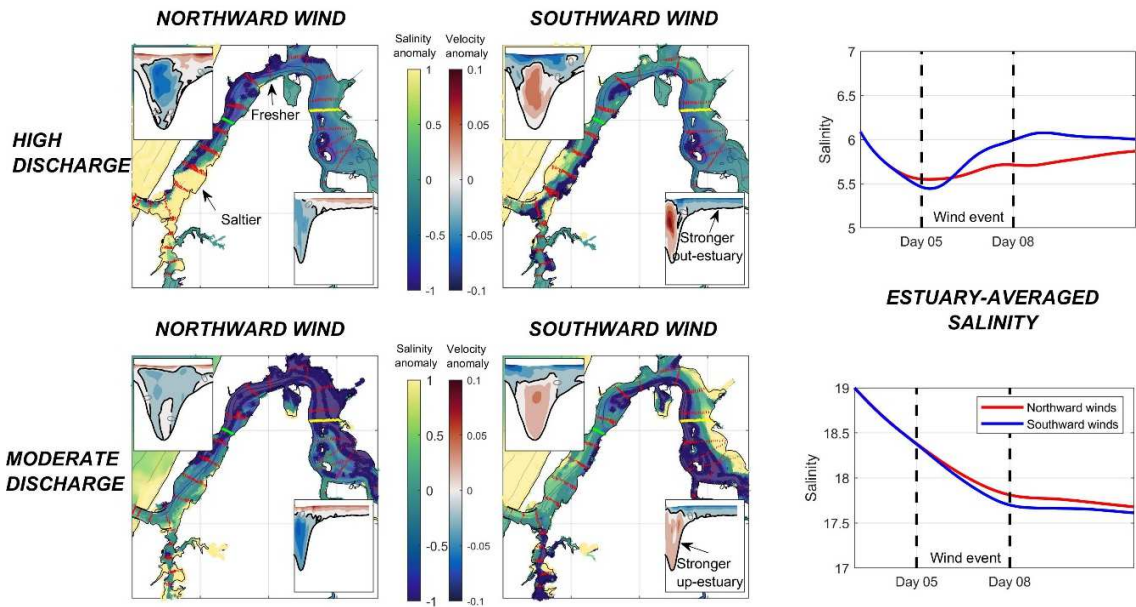 NORTHWARD WIND
SOUTHWARD WIND
HIGH
DISCHARGE
Salinity
anomaly
Velocity
anomaly
1
0.5
0
-0.5
-1
0.1
0.05
0
-0.05
-0.1
Fresher
Saltier
Stronger
out-estuary
7
6.5
6
5.5
5
Salinity
Wind event
Day 05
Day 08
ESTUARY-AVERAGED
SALINITY
NORTHWARD WIND
SOUTHWARD WIND
MODERATE
DISCHARGE
Salinity
anomaly
Velocity
anomaly
1
0.5
0
-0.5
-1
0.1
0.05
0
-0.05
-0.1
Stronger
up-estuary
19
18.5
18
17.5
17
Salinity
Northward winds
Southward winds
Wind event
Day 05
Day 08